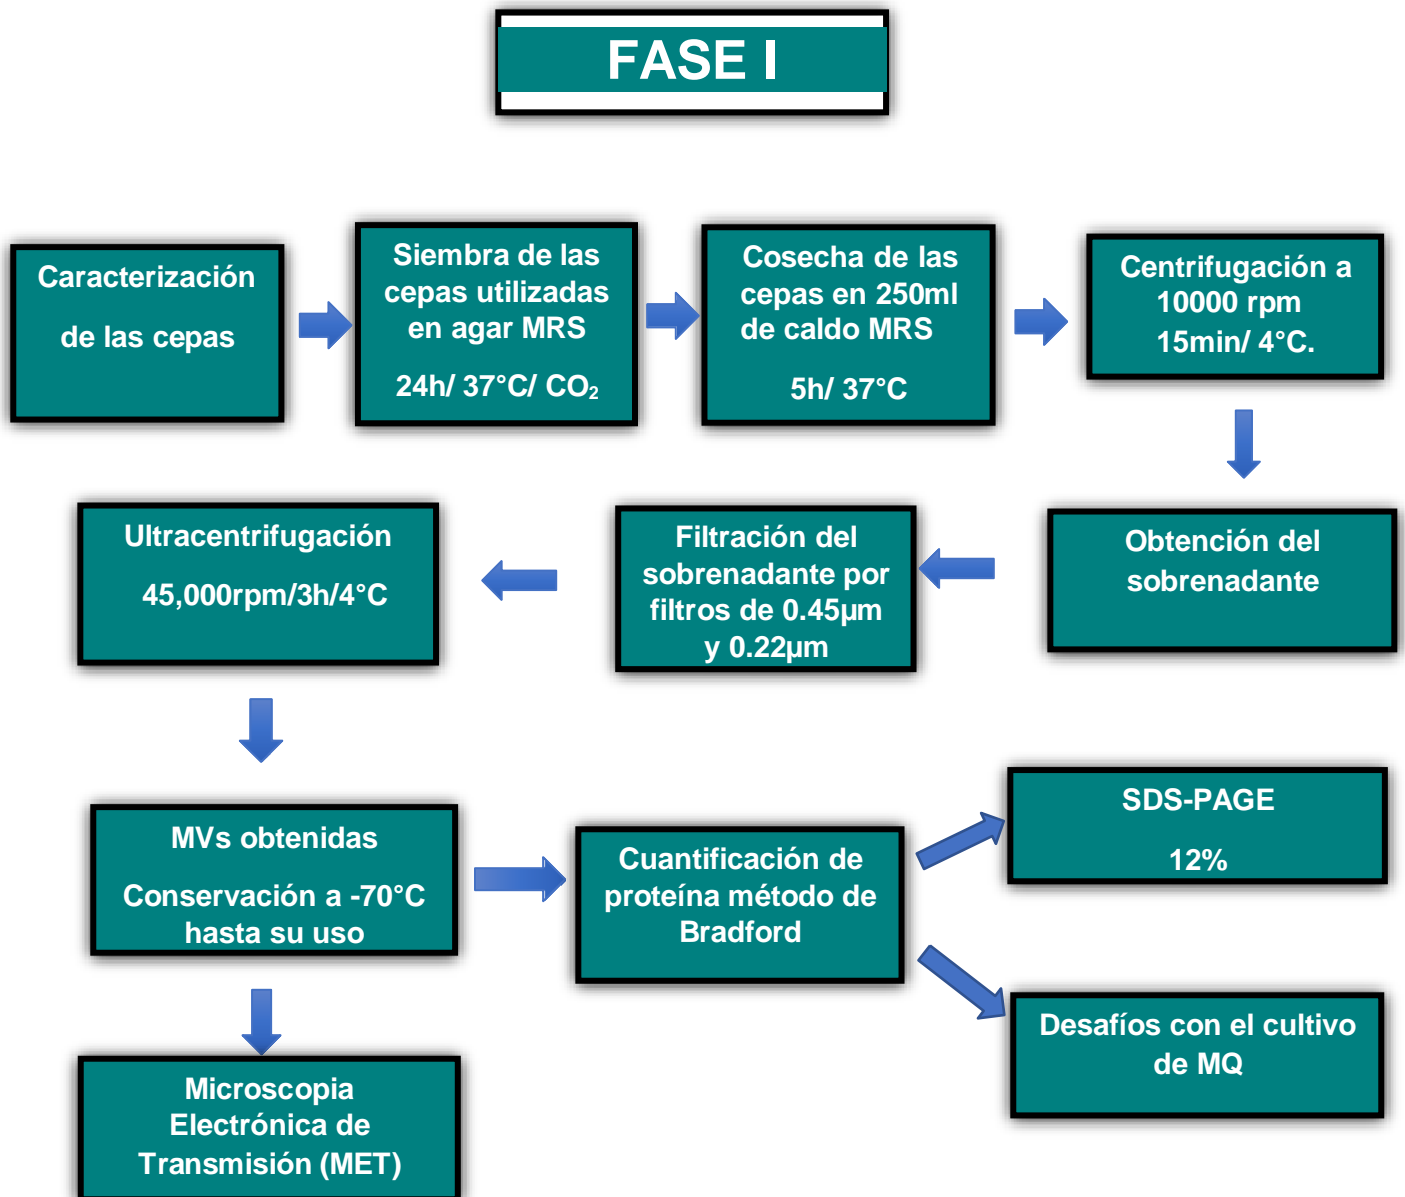 FASE I
Caracterización
de las cepas
Siembra de las
cepas utilizadas
en agar MRS
24h/ 37°C/ CO₂
Cosecha de las
cepas en 250ml
de caldo MRS
5h/ 37°C
Centrifugación a
10000 rpm
15min/ 4°C.
Obtención del
sobrenadante
Filtración del
sobrenadante por
filtros de 0.45µm
y 0.22µm
Ultracentrifugación
45,000rpm/3h/4°C
MVs obtenidas
Conservación a -70°C
hasta su uso
Cuantificación de
proteína método de
Bradford
SDS-PAGE
12%
Desafíos con el cultivo
de MQ
Microscopia
Electrónica de
Transmisión (MET)